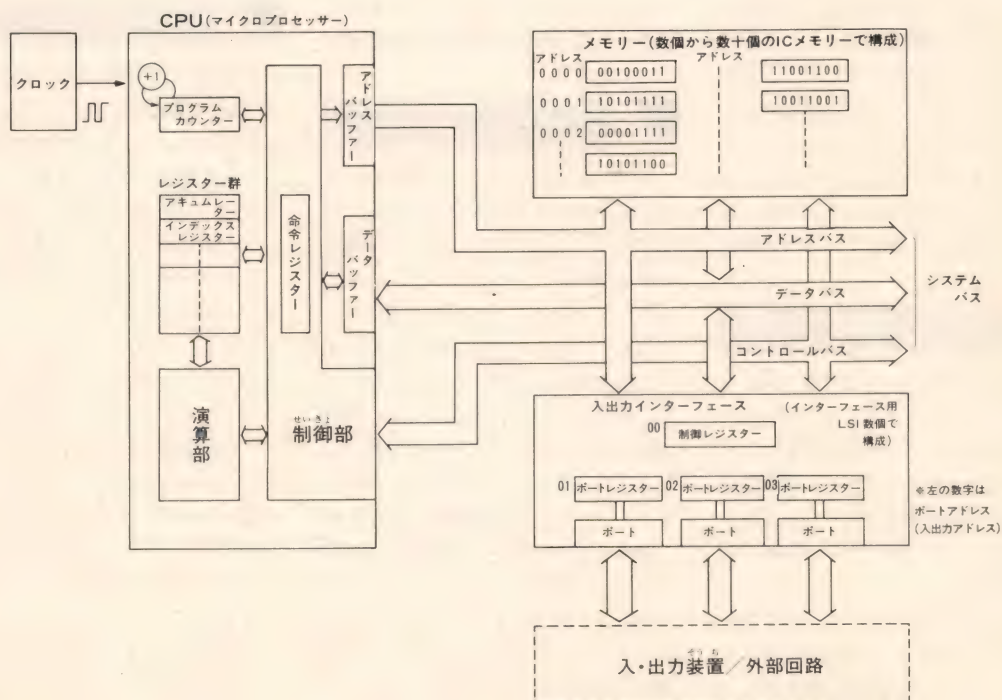 CPU(マイクロプロセッサー)
クロック
+1
プログラム
カウンター
アドレス
バッファー
レジスター群
アキュムレー
ター
インデックス
レジスター
命令レジスター
データ
バッファー
演算部
せいぎょ
制御部
メモリー(数個から数十個のICメモリーで構成)
アドレス
0000 00100011
0001 10101111
0002 00001111
10101100
アドレス
11001100
10011001
アドレスバス
データバス
コントロールバス
システム
バス
入出力インターフェース
(インターフェース用
LSI数個で
構成)
00 制御レジスター
01 ポートレジスター 02 ポートレジスター 03 ポートレジスター
ポート ポート ポート
※左の数字は
ポートアドレス
(入出力アドレス)
そうち
入・出力装置/外部回路